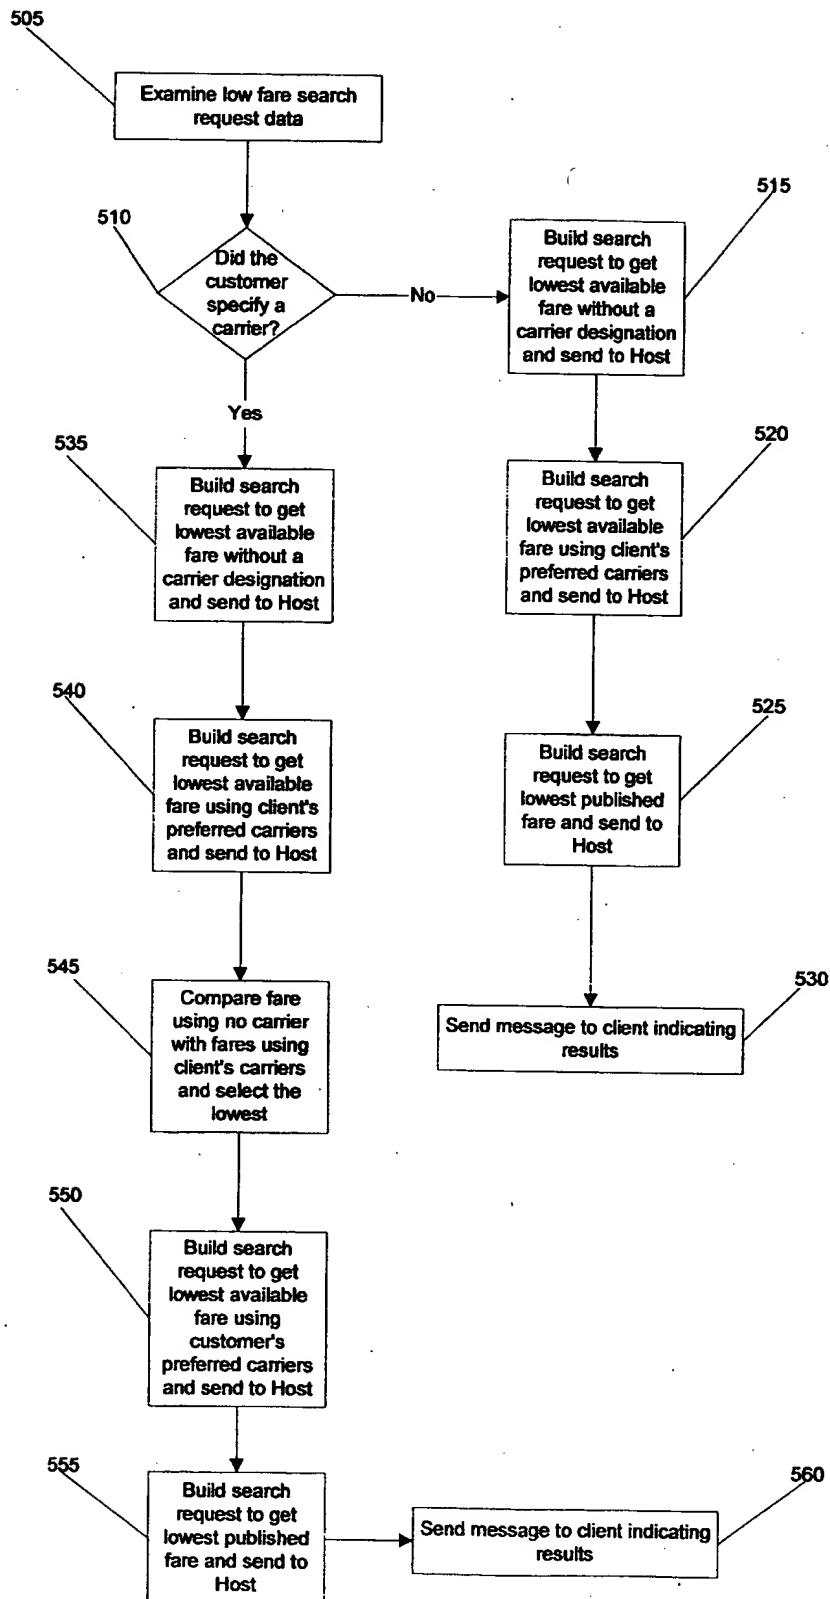 505
Examine low fare search
request data
510
Did the
customer
specify a
carrier?
No
515
Build search
request to get
lowest available
fare without a
carrier designation
and send to Host
Yes
535
Build search
request to get
lowest available
fare without a
carrier designation
and send to Host
520
Build search
request to get
lowest available
fare using client's
preferred carriers
and send to Host
540
Build search
request to get
lowest available
fare using client's
preferred carriers
and send to Host
525
Build search
request to get
lowest published
fare and send to
Host
545
Compare fare
using no carrier
with fares using
client's carriers
and select the
lowest
530
Send message to client indicating
results
550
Build search
request to get
lowest available
fare using
customer's
preferred carriers
and send to Host
555
Build search
request to get
lowest published
fare and send to
Host
560
Send message to client indicating
results